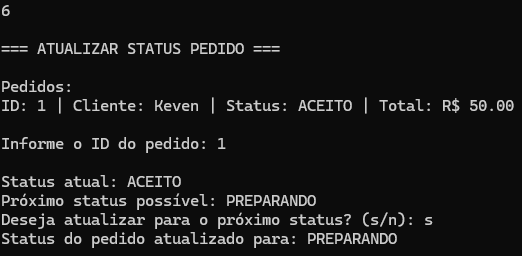 6
=== ATUALIZAR STATUS PEDIDO ===
Pedidos:
ID: 1 | Cliente: Keven | Status: ACEITO | Total: R$ 50.00
Informe o ID do pedido: 1
Status atual: ACEITO
Próximo status possível: PREPARANDO
Deseja atualizar para o próximo status? (s/n): s
Status do pedido atualizado para: PREPARANDO